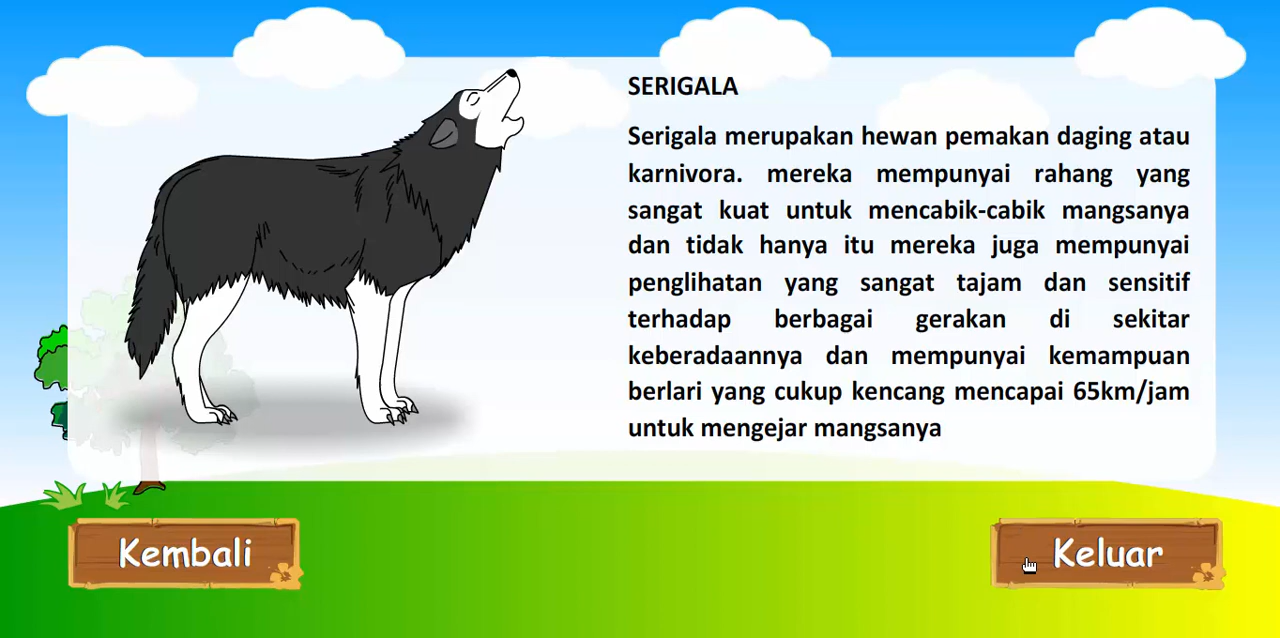 SERIGALA
Serigala merupakan hewan pemakan daging atau
karnivora. mereka mempunyai rahang yang
sangat kuat untuk mencabik-cabik mangsanya
dan tidak hanya itu mereka juga mempunyai
penglihatan yang sangat tajam dan sensitif
terhadap berbagai gerakan di sekitar
keberadaannya dan mempunyai kemampuan
berlari yang cukup kencang mencapai 65km/jam
untuk mengejar mangsanya
Kembali
Keluar